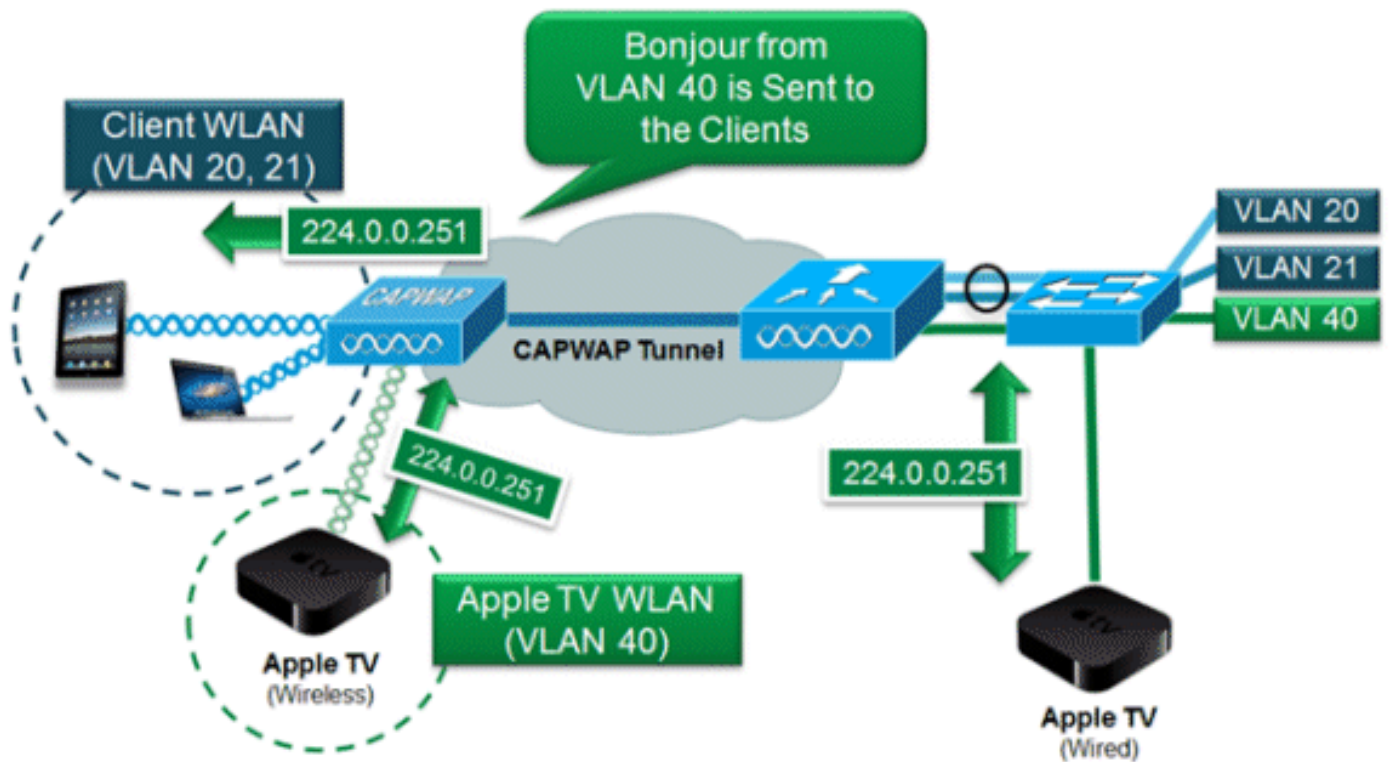 Bonjour from
VLAN 40 is Sent to
the Clients
Client WLAN
(VLAN 20, 21)
224.0.0.251
CAPWAP
CAPWAP Tunnel
VLAN 20
VLAN 21
VLAN 40
224.0.0.251
224.0.0.251
tv
Apple TV
(Wireless)
Apple TV WLAN
(VLAN 40)
tv
Apple TV
(Wired)